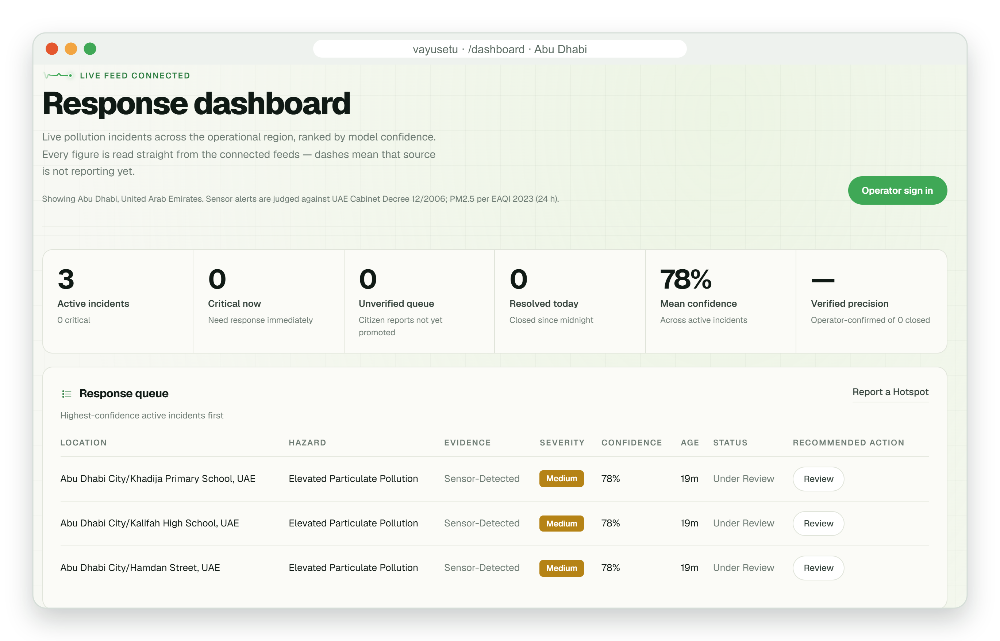 vayusetu · /dashboard · Abu Dhabi
LIVE FEED CONNECTED
Response dashboard
Live pollution incidents across the operational region, ranked by model confidence.
Every figure is read straight from the connected feeds — dashes mean that source
is not reporting yet.
Showing Abu Dhabi, United Arab Emirates. Sensor alerts are judged against UAE Cabinet Decree 12/2006; PM2.5 per EAQI 2023 (24 h).
Operator sign in
3
Active incidents
0 critical
0
Critical now
Need response immediately
0
Unverified queue
Citizen reports not yet
promoted
0
Resolved today
Closed since midnight
78%
Mean confidence
Across active incidents
—
Verified precision
Operator-confirmed of 0 closed
Response queue
Report a Hotspot
Highest-confidence active incidents first
LOCATION HAZARD EVIDENCE SEVERITY CONFIDENCE AGE STATUS RECOMMENDED ACTION
Abu Dhabi City/Khadija Primary School, UAE Elevated Particulate Pollution Sensor-Detected Medium 78% 19m Under Review Review
Abu Dhabi City/Kalifah High School, UAE Elevated Particulate Pollution Sensor-Detected Medium 78% 19m Under Review Review
Abu Dhabi City/Hamdan Street, UAE Elevated Particulate Pollution Sensor-Detected Medium 78% 19m Under Review Review